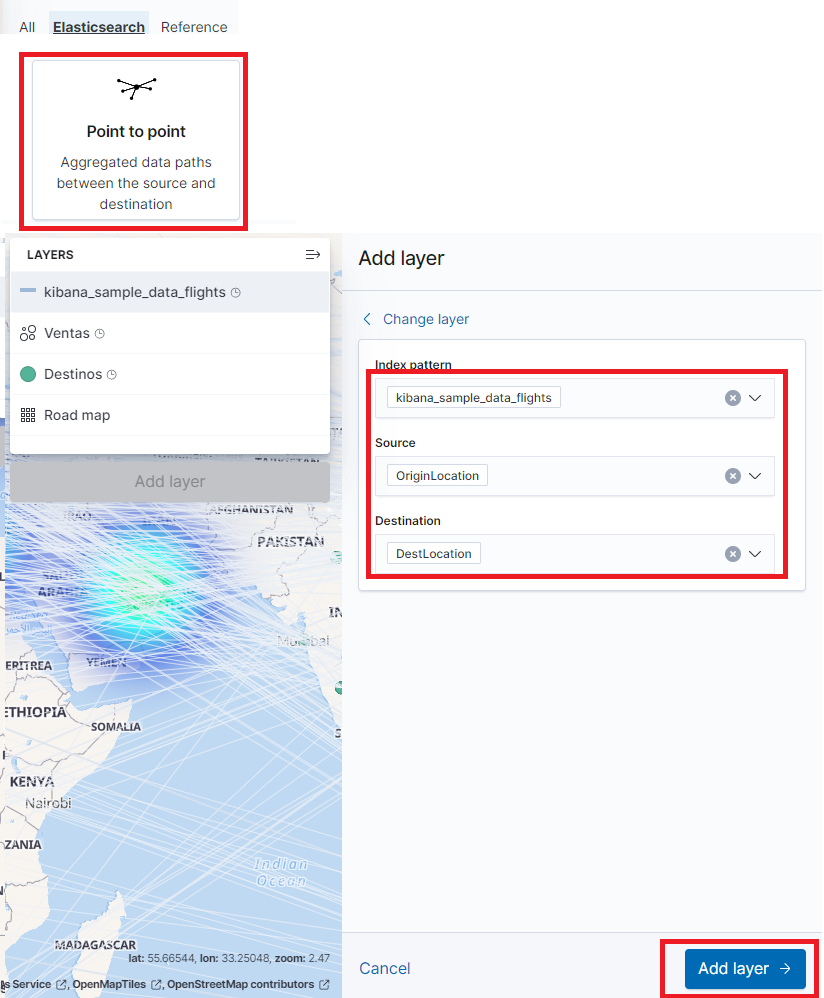 All Elasticsearch Reference
Point to point
Aggregated data paths
between the source and
destination
LAYERS
kibana_sample_data_flights
Ventas
Destinos
Road map
Add layer
AFGHANISTAN
PAKISTAN
Mumbai
ERITREA
YEMEN
ETHIOPIA
SOMALIA
KENYA
Nairobi
ZANIA
Indian
Ocean
MADAGASCAR
lat: 55.66544, lon: 33.25048, zoom: 2.47
s Service, OpenMapTiles, OpenStreetMap contributors
Add layer
Change layer
Index pattern
kibana_sample_data_flights
Source
OriginLocation
Destination
DestLocation
Cancel
Add layer